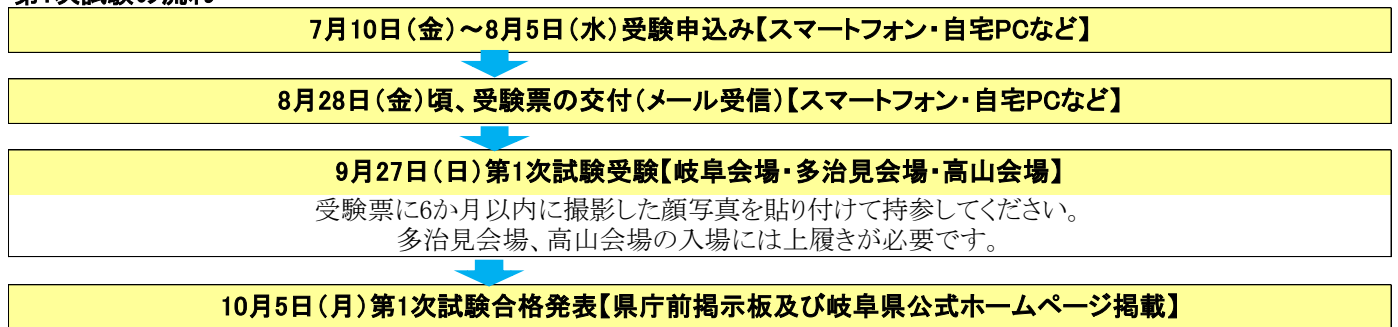 第1次試験の流れ
7月10日(金)～8月5日(水)受験申込み【スマートフォン・自宅PCなど】
8月28日(金)頃、受験票の交付(メール受信)【スマートフォン・自宅PCなど】
9月27日(日)第1次試験受験【岐阜会場・多治見会場・高山会場】
受験票に6か月以内に撮影した顔写真を貼り付けて持参してください。
多治見会場、高山会場の入場には上履きが必要です。
10月5日(月)第1次試験合格発表【県庁前掲示板及び岐阜県公式ホームページ掲載】